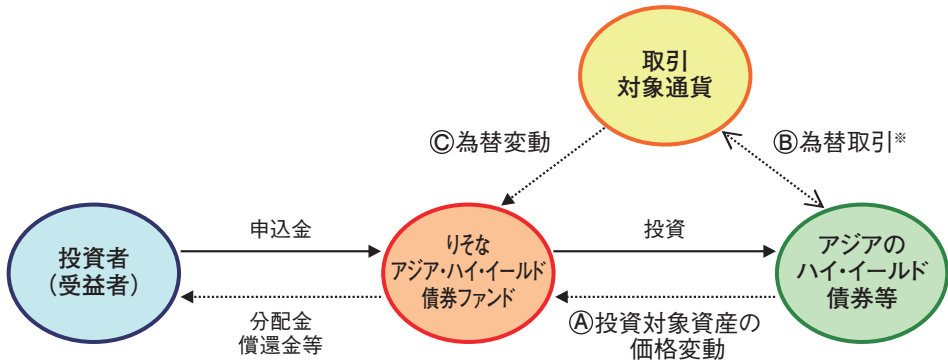 取引
対象通貨
Ⓒ為替変動
Ⓑ為替取引※
投資者
(受益者)
申込金
分配金
償還金等
りそな
アジア・ハイ・イールド
債券ファンド
投資
Ⓐ投資対象資産の
価格変動
アジアの
ハイ・イールド
債券等